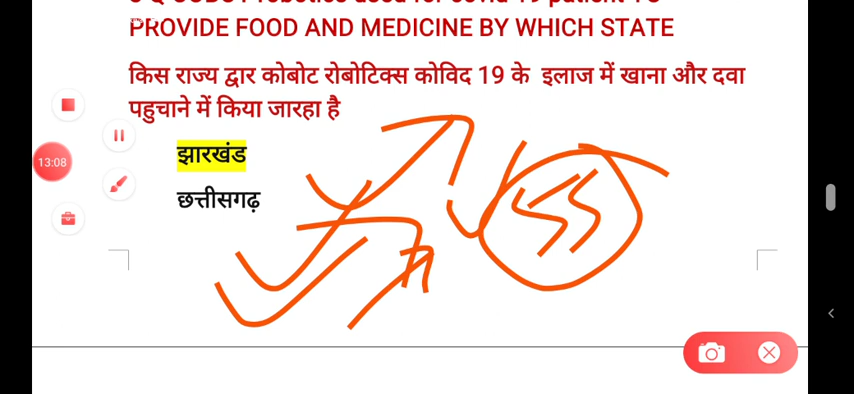 PROVIDE FOOD AND MEDICINE BY WHICH STATE
किस राज्य द्वार कोबोट रोबोटिक्स कोविद 19 के इलाज में खाना और दवा
पहुचाने में किया जारहा है
13:08
झारखंड
छत्तीसगढ़